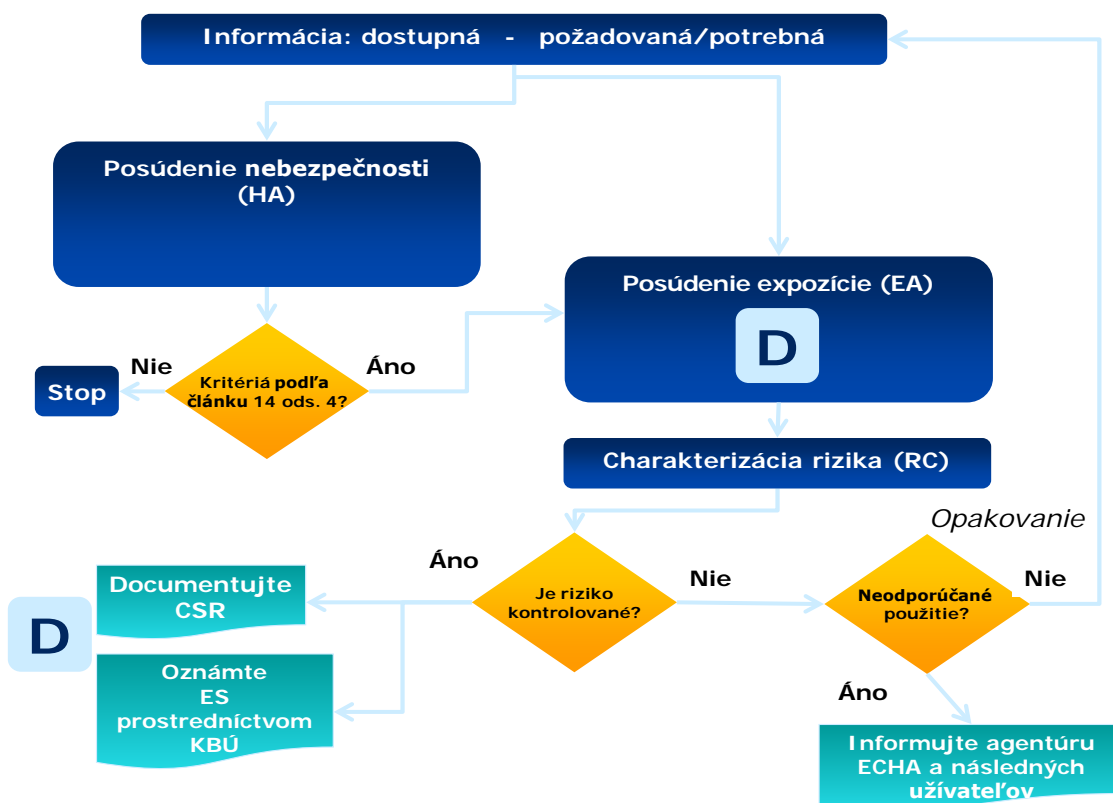 Informácia: dostupná - požadovaná/potrebná
Posúdenie nebezpečnosti
(HA)
Posúdenie expozície (EA)
D
Nie
Áno
Stop
Kritériá podľa
článku 14 ods. 4?
Charakterizácia rizika (RC)
Opakovanie
Áno
Je riziko
kontrolované?
Nie
Neodporúčané
použitie?
Nie
Documentujte
CSR
D
Oznámte
ES
prostredníctvom
KBÚ
Áno
Informujte agentúru
ECHA a následných
užívateľov